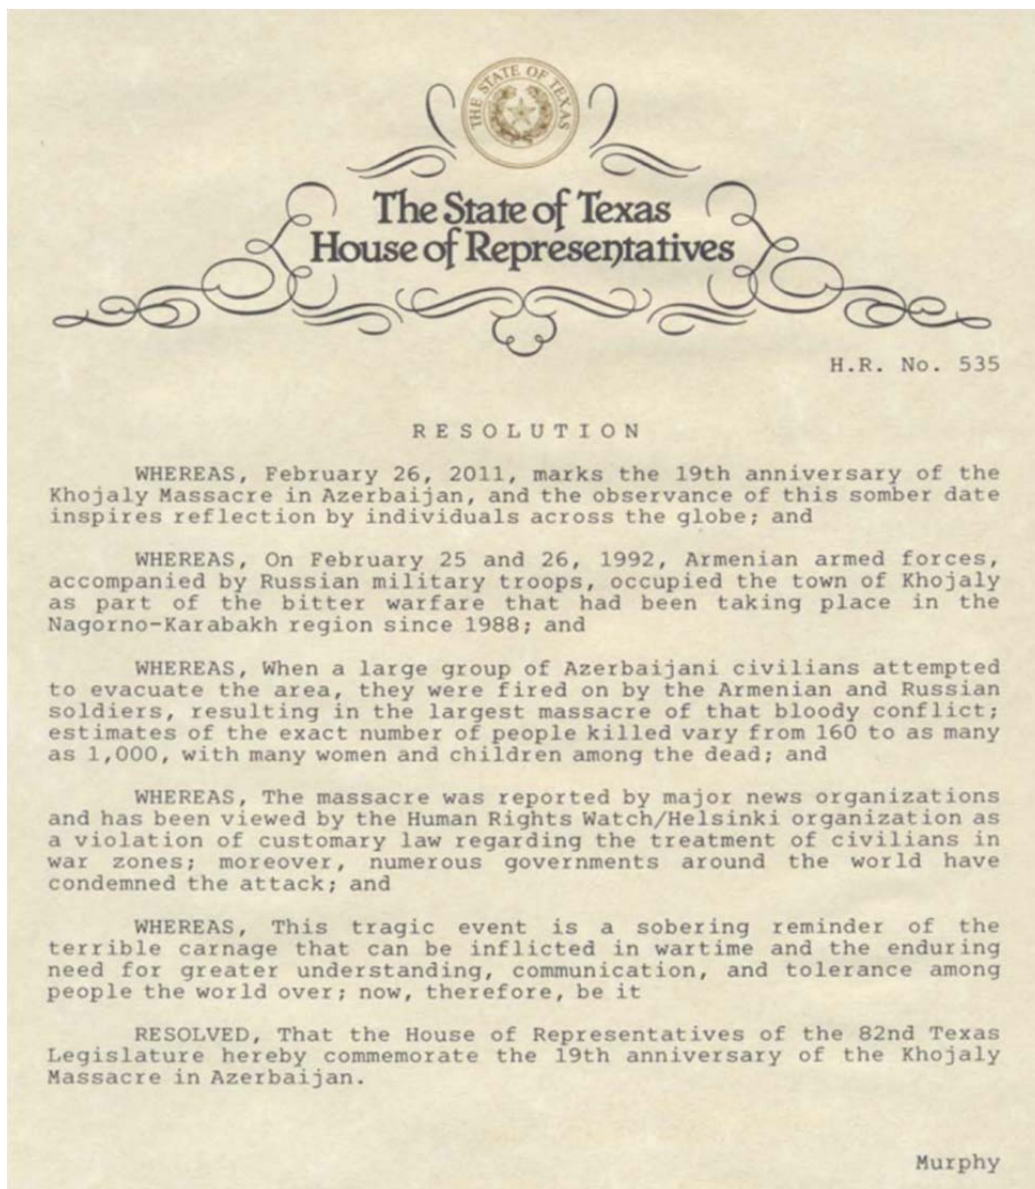 THE STATE OF TEXAS
The State of Texas
House of Representatives
H.R. No. 535
RESOLUTION
WHEREAS, February 26, 2011, marks the 19th anniversary of the
Khojaly Massacre in Azerbaijan, and the observance of this somber date
inspires reflection by individuals across the globe; and
WHEREAS, On February 25 and 26, 1992, Armenian armed forces,
accompanied by Russian military troops, occupied the town of Khojaly
as part of the bitter warfare that had been taking place in the
Nagorno-Karabakh region since 1988; and
WHEREAS, When a large group of Azerbaijani civilians attempted
to evacuate the area, they were fired on by the Armenian and Russian
soldiers, resulting in the largest massacre of that bloody conflict;
estimates of the exact number of people killed vary from 160 to as many
as 1,000, with many women and children among the dead; and
WHEREAS, The massacre was reported by major news organizations
and has been viewed by the Human Rights Watch/Helsinki organization as
a violation of customary law regarding the treatment of civilians in
war zones; moreover, numerous governments around the world have
condemned the attack; and
WHEREAS, This tragic event is a sobering reminder of the
terrible carnage that can be inflicted in wartime and the enduring
need for greater understanding, communication, and tolerance among
people the world over; now, therefore, be it
RESOLVED, That the House of Representatives of the 82nd Texas
Legislature hereby commemorate the 19th anniversary of the Khojaly
Massacre in Azerbaijan.
Murphy